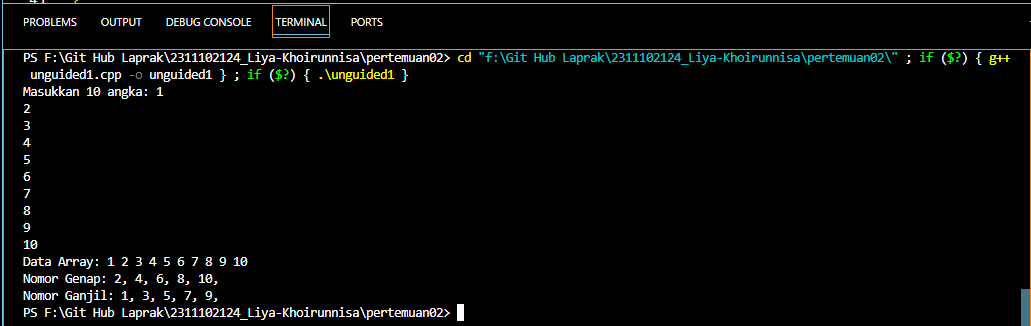 PROBLEMS OUTPUT DEBUG CONSOLE TERMINAL PORTS
PS F:\Git Hub Laprak\2311102124_Liya-Khoirunnisa\pertemuan02> cd "f:\Git Hub Laprak\2311102124_Liya-Khoirunnisa\pertemuan02\" ; if ($?) { g++
unguided1.cpp -o unguided1 } ; if ($?) { .\unguided1 }
Masukkan 10 angka: 1
2
3
4
5
6
7
8
9
10
Data Array: 1 2 3 4 5 6 7 8 9 10
Nomor Genap: 2, 4, 6, 8, 10,
Nomor Ganjil: 1, 3, 5, 7, 9,
PS F:\Git Hub Laprak\2311102124_Liya-Khoirunnisa\pertemuan02>